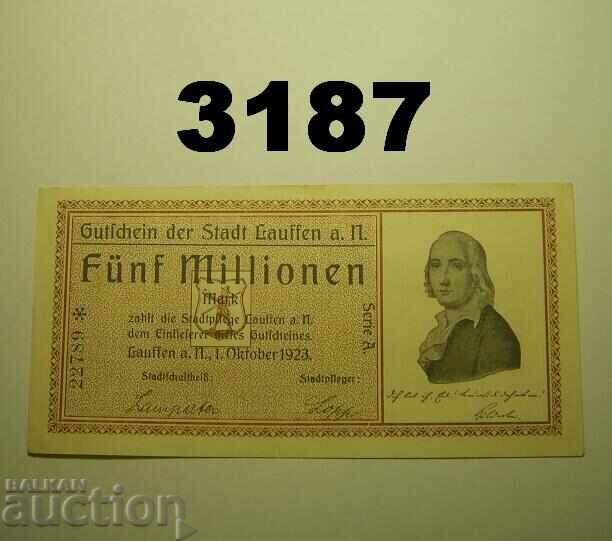 3187
Gutschein der Stadt Lauffen a. N.
Fünf Millionen
Mark
zahlt die Stadtpflege Lauffen a. N.
dem Einlieferer dieses Gutscheines.
Lauffen a. N., 1. Oktober 1923.
Stadtschultheiß: Stadtpfleger:
22789 *
Serie A.
BALKAN
auction